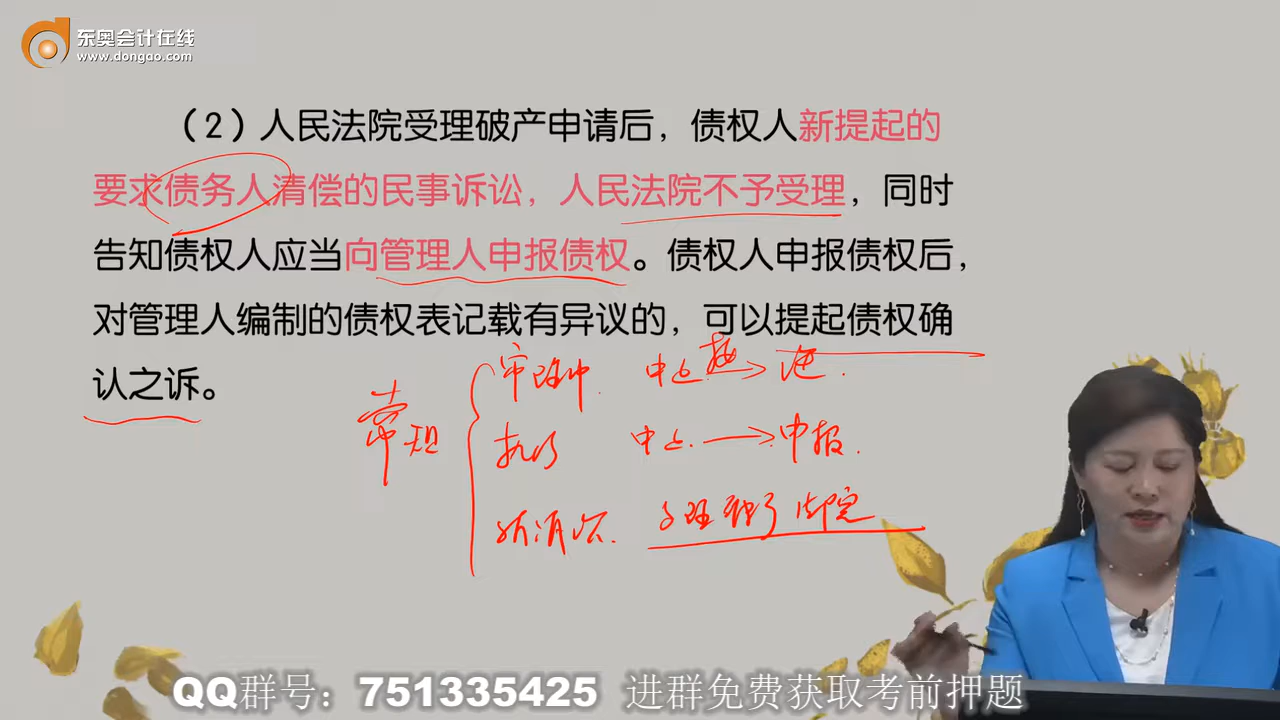 东奥会计在线
www.dongao.com
（2）人民法院受理破产申请后，债权人新提起的
要求债务人清偿的民事诉讼，人民法院不予受理，同时
告知债权人应当向管理人申报债权。债权人申报债权后，
对管理人编制的债权表记载有异议的，可以提起债权确
认之诉。
审理中 中止
执行 中止 → 申报
QQ群号：751335425 进群免费获取考前押题